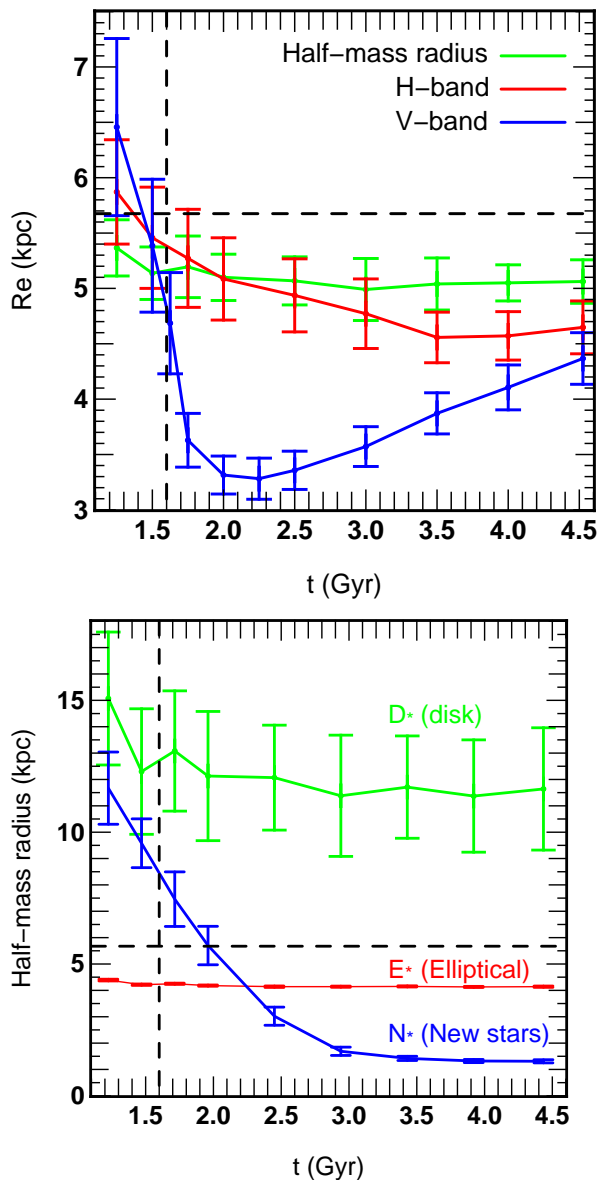 7
6
5
4
3
Re (kpc)
Half−mass radius
H−band
V−band
1.5 2.0 2.5 3.0 3.5 4.0 4.5
t (Gyr)
15
10
5
0
Half−mass radius (kpc)
D* (disk)
E* (Elliptical)
N* (New stars)
1.5 2.0 2.5 3.0 3.5 4.0 4.5
t (Gyr)